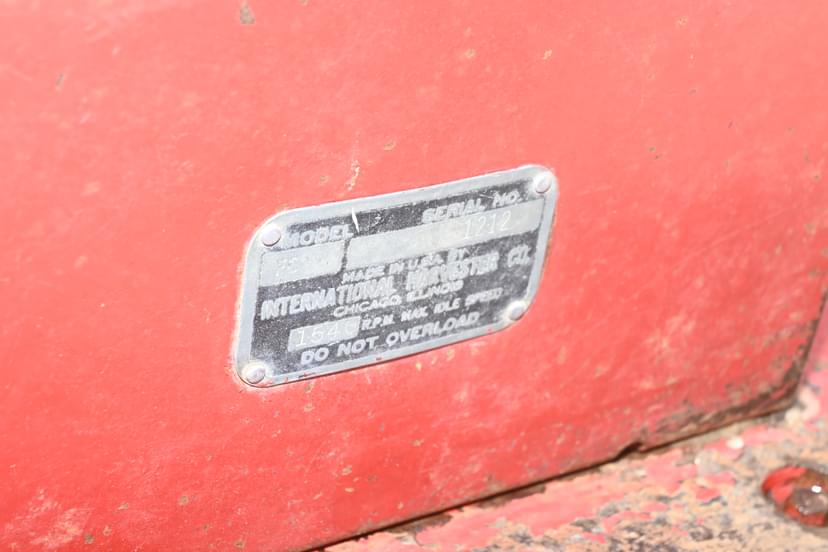 MODEL SERIAL NO.
1212
MADE IN U.S.A. BY
INTERNATIONAL HARVESTER CO.
CHICAGO, ILLINOIS
R.P.M. MAX. IDLE SPEED
DO NOT OVERLOAD